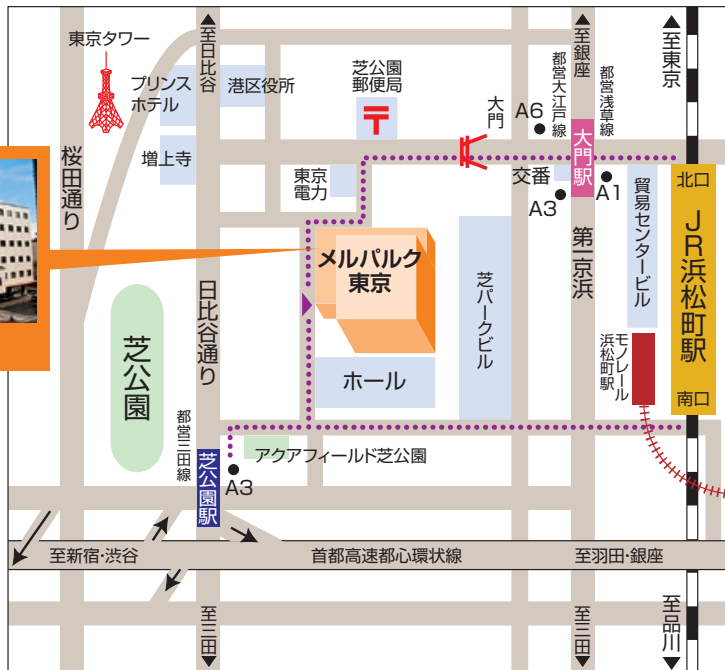 至日比谷
至銀座
至東京
東京タワー
プリンス
ホテル
港区役所
芝公園
郵便局
大門
A6
都営大江戸線
都営浅草線
大門駅
桜田通り
増上寺
東京
電力
交番
A3
A1
北口
貿易センタービル
JR浜松町駅
メルパルク
東京
第一京浜
日比谷通り
芝パークビル
芝公園
モノレール
浜松町駅
ホール
南口
都営三田線
アクアフィールド芝公園
芝公園駅
A3
至新宿・渋谷
首都高速都心環状線
至羽田・銀座
至三田
至三田
至品川